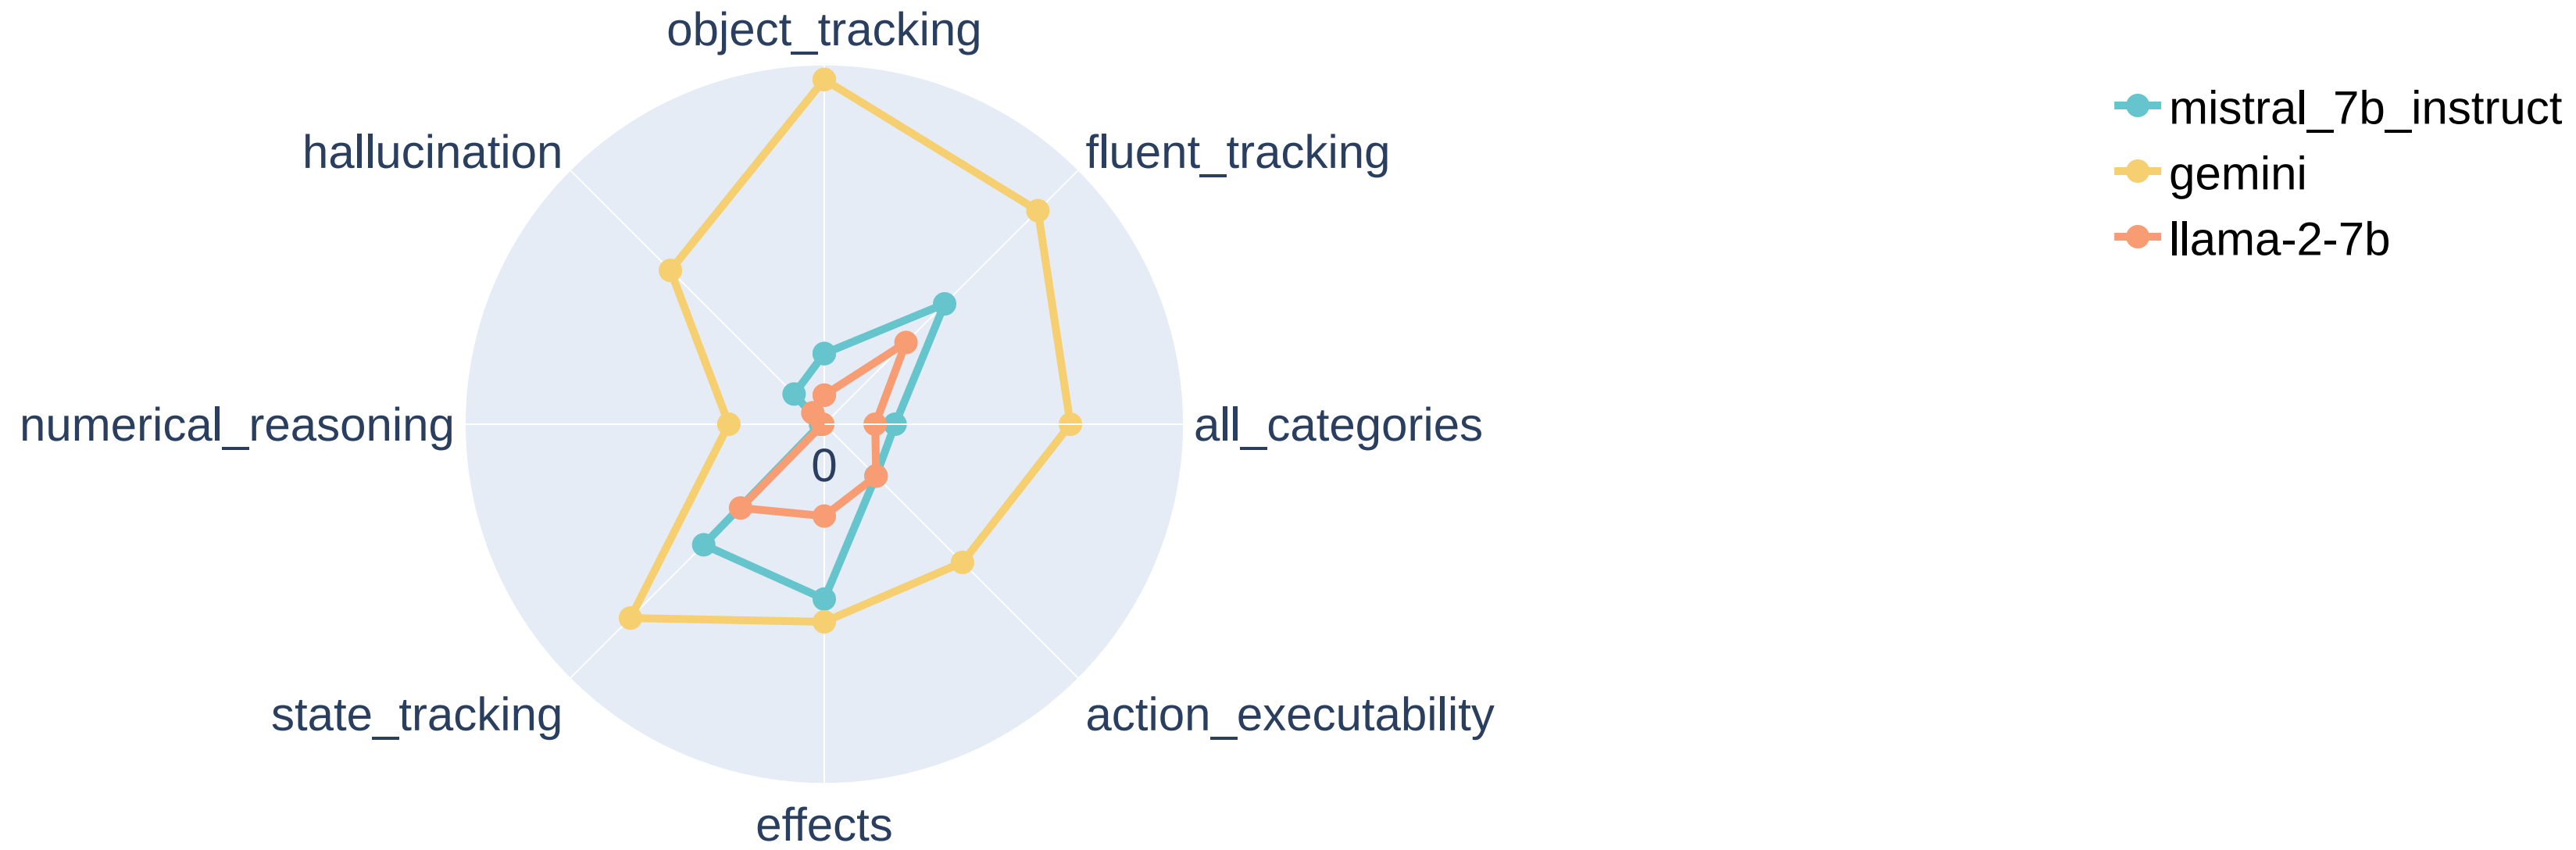 object_tracking
hallucination
fluent_tracking
numerical_reasoning
all_categories
0
state_tracking
action_executability
effects
mistral_7b_instruct
gemini
llama-2-7b